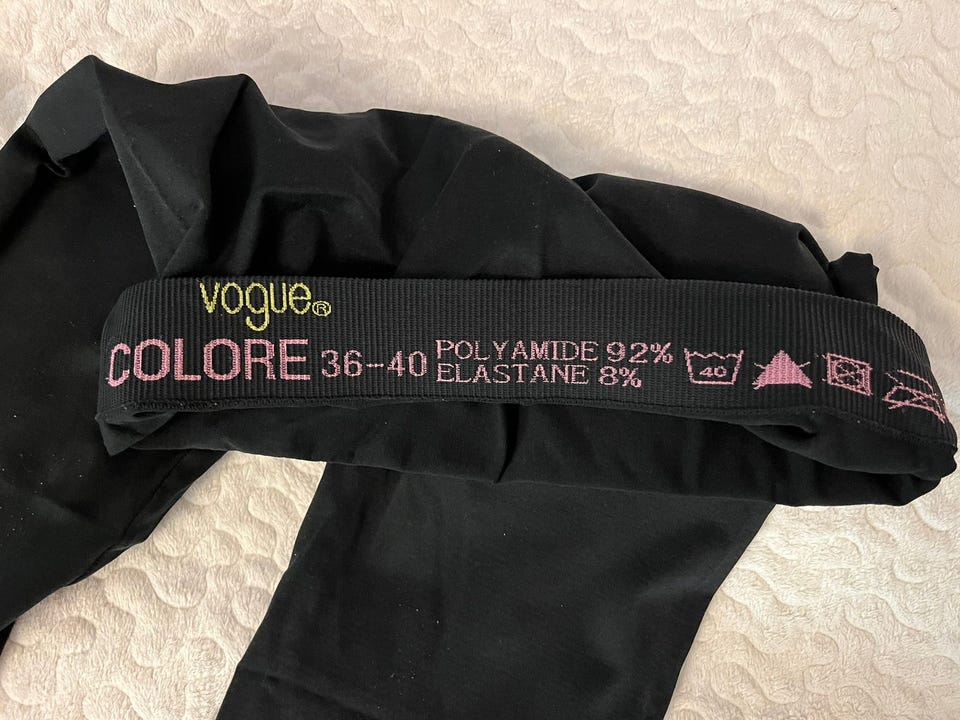 vogue®
COLORE 36-40 POLYAMIDE 92%
ELASTANE 8%
40